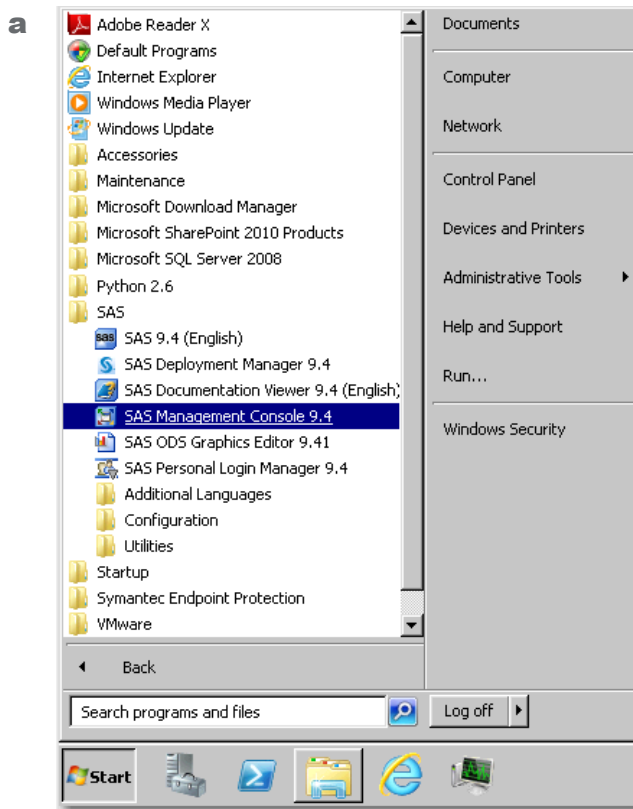 a
Adobe Reader X
Default Programs
Internet Explorer
Windows Media Player
Windows Update
Accessories
Maintenance
Microsoft Download Manager
Microsoft SharePoint 2010 Products
Microsoft SQL Server 2008
Python 2.6
SAS
sas SAS 9.4 (English)
SAS Deployment Manager 9.4
SAS Documentation Viewer 9.4 (English)
SAS Management Console 9.4
SAS ODS Graphics Editor 9.41
SAS Personal Login Manager 9.4
Additional Languages
Configuration
Utilities
Startup
Symantec Endpoint Protection
VMware
Back
Search programs and files
Documents
Computer
Network
Control Panel
Devices and Printers
Administrative Tools
Help and Support
Run...
Windows Security
Log off
Start